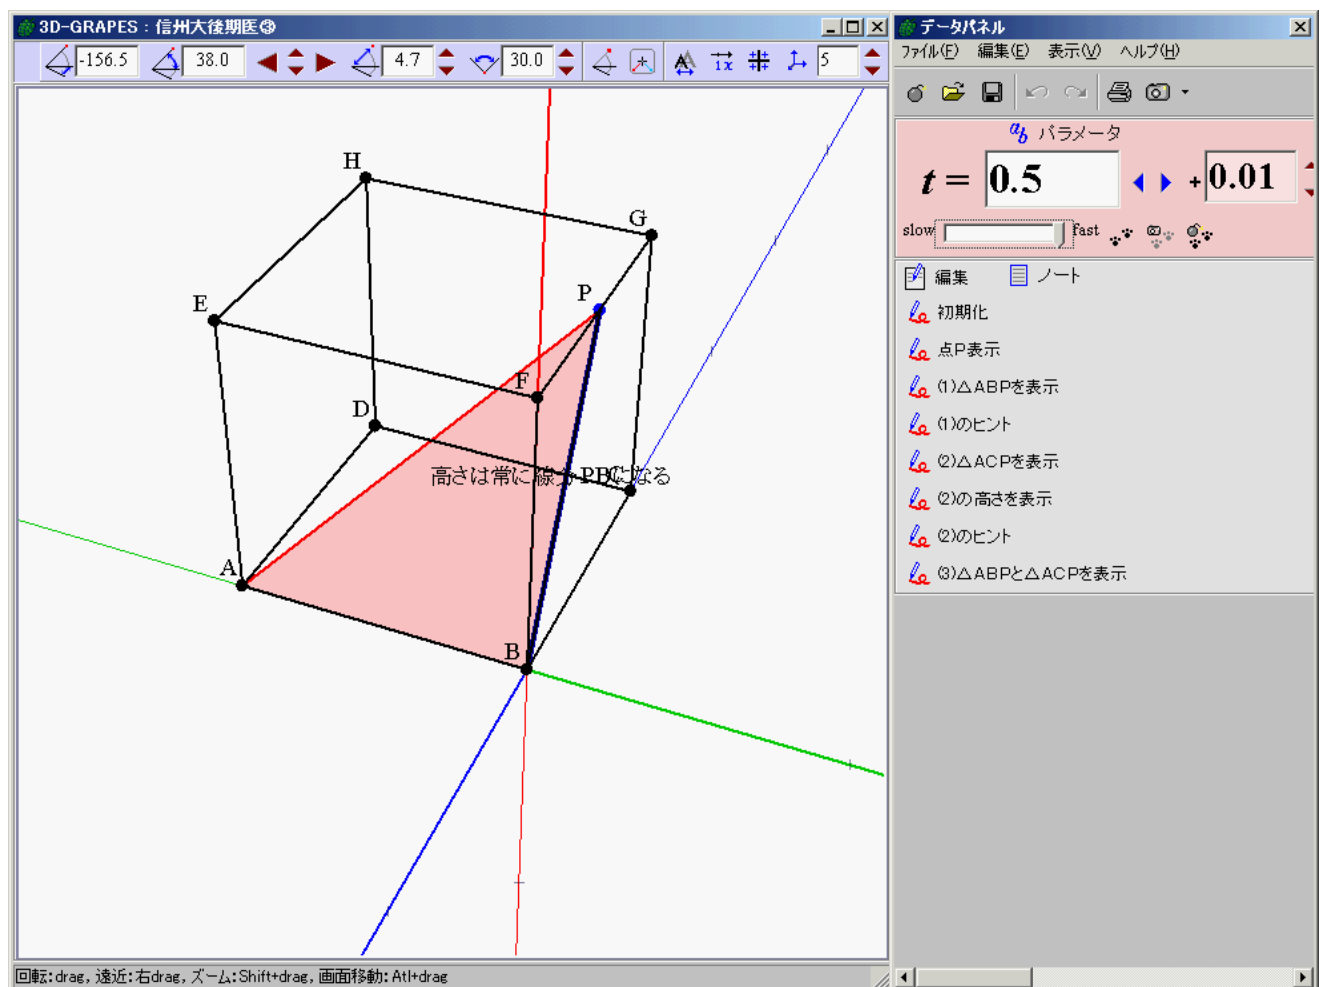 3D-GRAPES：信州大後期医③
-156.5
38.0
4.7
30.0
1x
5
H
G
E
P
F
D
高さは常に線分PBになる
C
A
B
回転:drag, 遠近:右drag, ズーム:Shift+drag, 画面移動: Atl+drag
データパネル
ファイル(F) 編集(E) 表示(V) ヘルプ(H)
ab パラメータ
t = 0.5 +0.01
slow fast
編集 ノート
初期化
点P表示
(1)△ABPを表示
(1)のヒント
(2)△ACPを表示
(2)の高さを表示
(2)のヒント
(3)△ABPと△ACPを表示